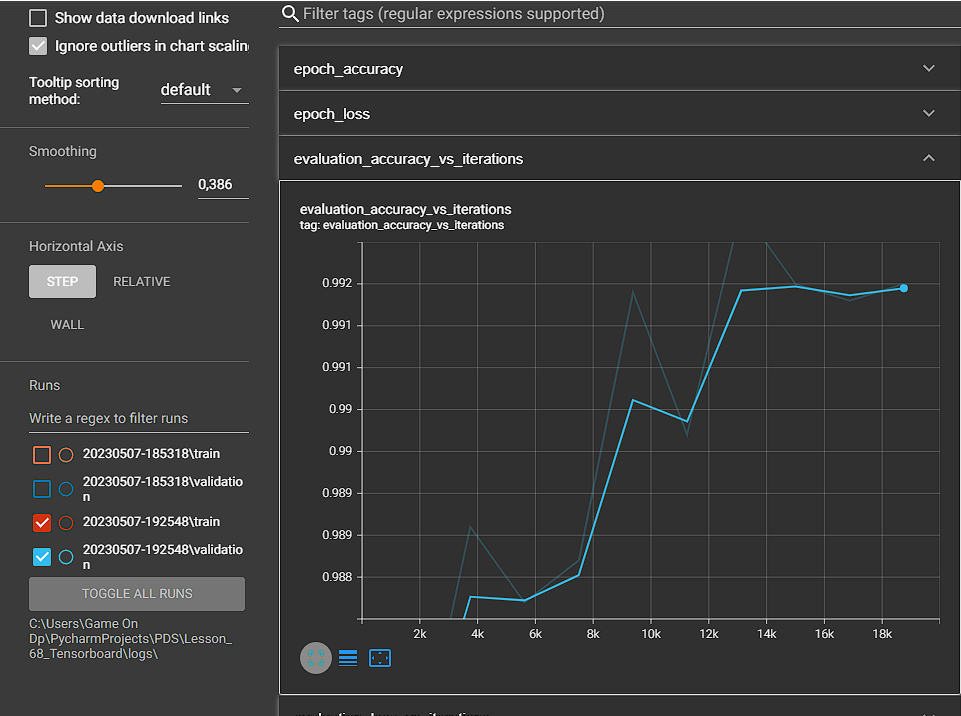 Show data download links
Ignore outliers in chart scalin
Tooltip sorting
method:
default
Smoothing
0,386
Horizontal Axis
STEP
RELATIVE
WALL
Runs
Write a regex to filter runs
20230507-185318\train
20230507-185318\validatio
n
20230507-192548\train
20230507-192548\validatio
n
TOGGLE ALL RUNS
C:\Users\Game On
Dp\PycharmProjects\PDS\Lesson_
68_Tensorboard\logs\
Filter tags (regular expressions supported)
epoch_accuracy
epoch_loss
evaluation_accuracy_vs_iterations
evaluation_accuracy_vs_iterations
tag: evaluation_accuracy_vs_iterations
0.992
0.991
0.991
0.99
0.99
0.989
0.989
0.988
2k 4k 6k 8k 10k 12k 14k 16k 18k